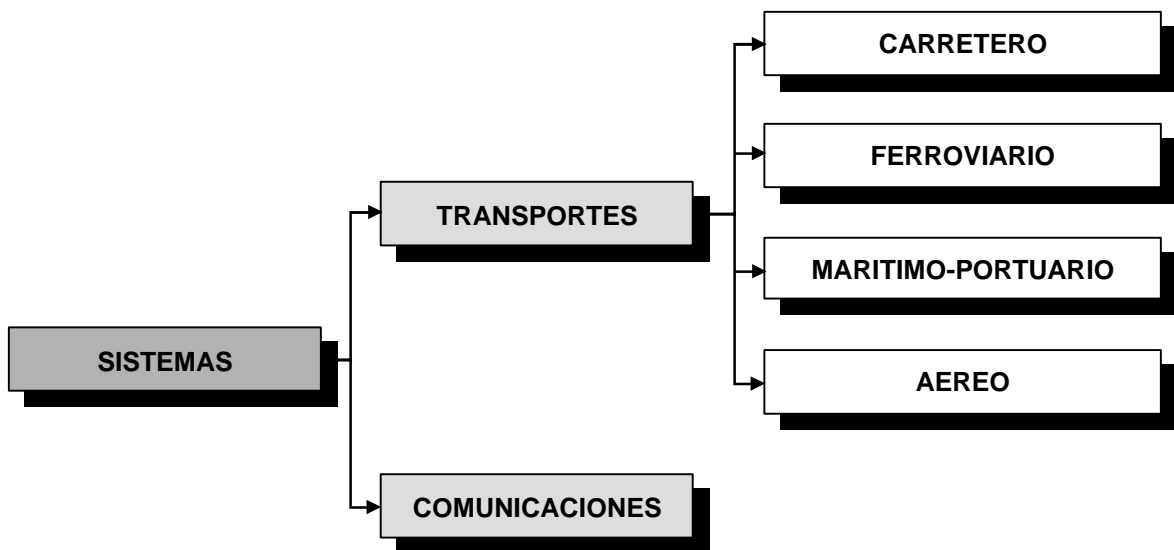 SISTEMAS
TRANSPORTES
COMUNICACIONES
CARRETERO
FERROVIARIO
MARITIMO-PORTUARIO
AEREO